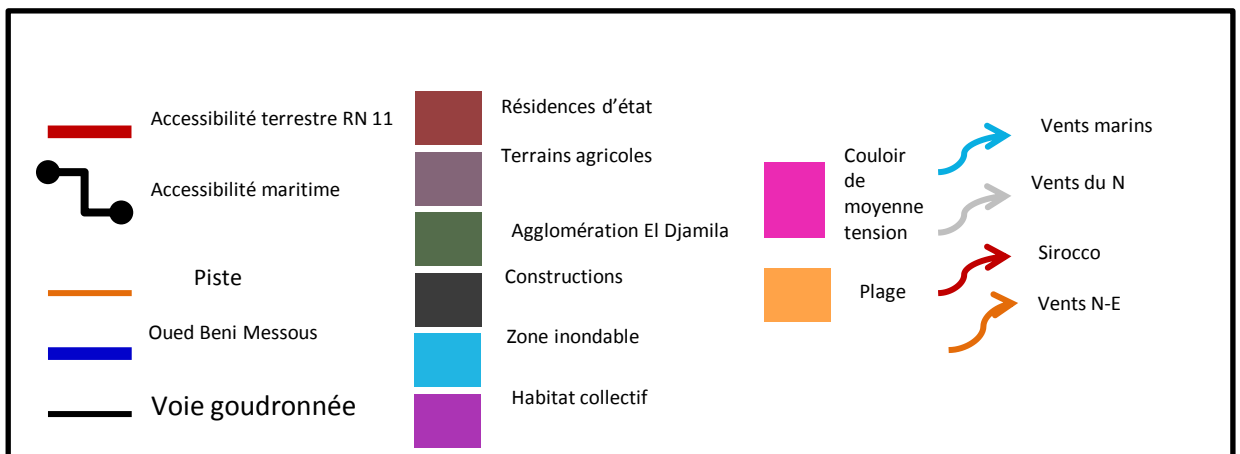 Accessibilité terrestre RN 11
Accessibilité maritime
Piste
Oued Beni Messous
Voie goudronnée
Résidences d’état
Terrains agricoles
Agglomération El Djamila
Constructions
Zone inondable
Habitat collectif
Couloir
de
moyenne
tension
Plage
Vents marins
Vents du N
Sirocco
Vents N-E